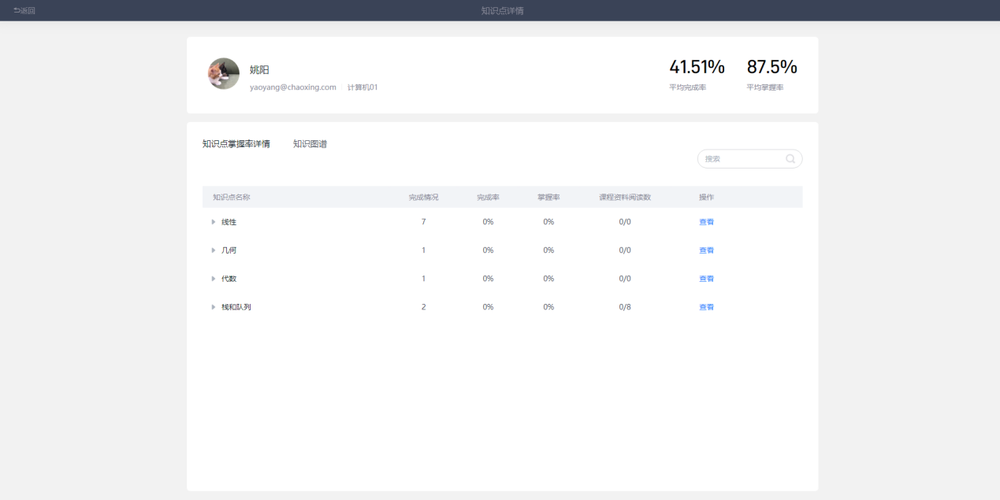 返回 知识点详情
姚阳
yaoyang@chaoxing.com 计算机01
41.51% 87.5%
平均完成率 平均掌握率
知识点掌握率详情 知识图谱
搜索
知识点名称 完成情况 完成率 掌握率 课程资料阅读数 操作
线性 7 0% 0% 0/0 查看
几何 1 0% 0% 0/0 查看
代数 1 0% 0% 0/0 查看
栈和队列 2 0% 0% 0/8 查看